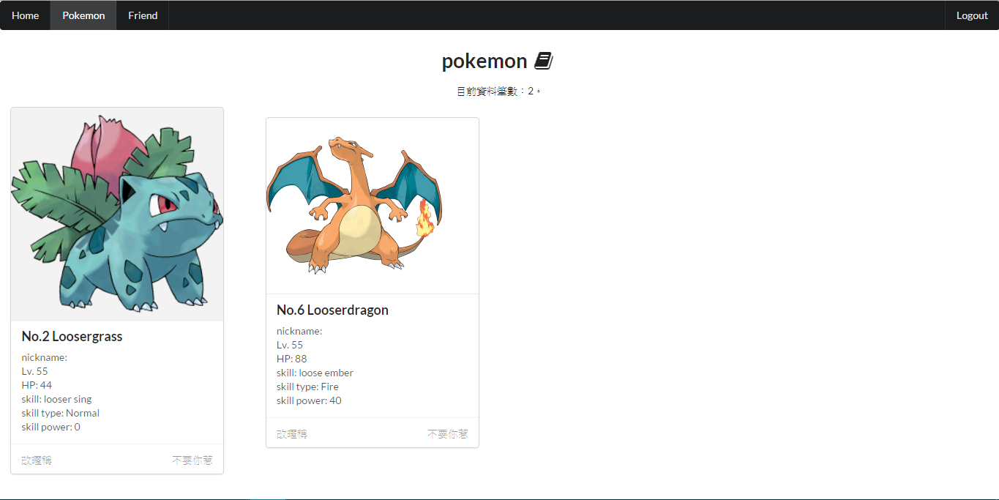 Home Pokemon Friend Logout
pokemon
目前資料筆數：2。
No.2 Loosergrass
nickname:
Lv. 55
HP: 44
skill: looser sing
skill type: Normal
skill power: 0
改暱稱 不要你惹
No.6 Looserdragon
nickname:
Lv. 55
HP: 88
skill: loose ember
skill type: Fire
skill power: 40
改暱稱 不要你惹